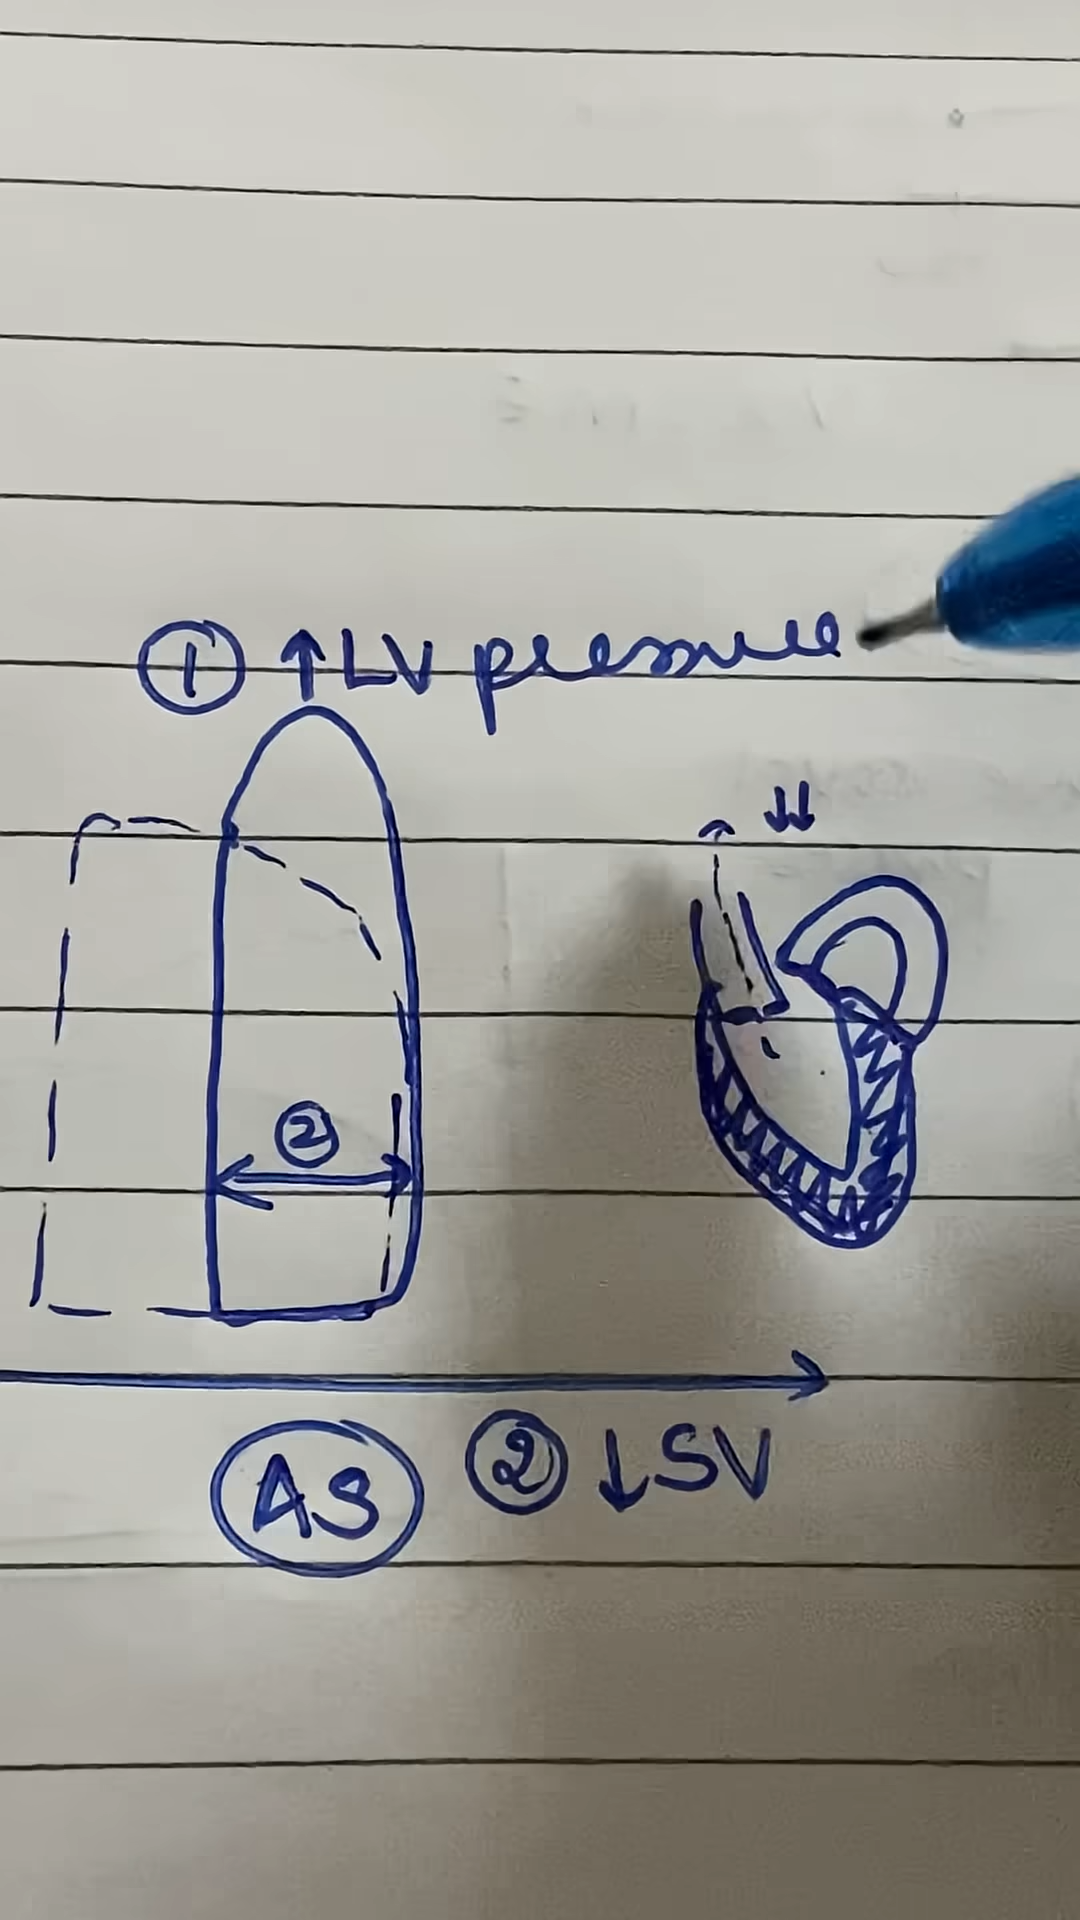 ① ↑ LV pressure
↓↓
②
AS ② ↓ SV